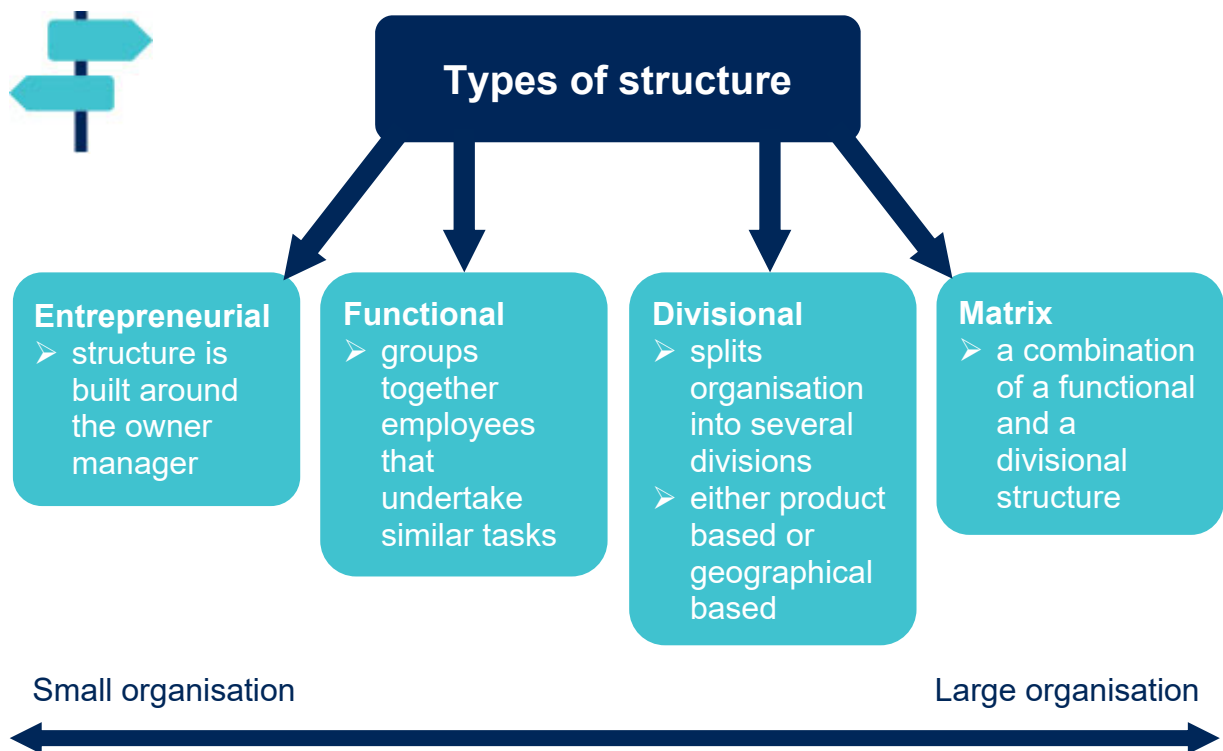 Types of structure
Entrepreneurial
➢ structure is
built around
the owner
manager
Functional
➢ groups
together
employees
that
undertake
similar tasks
Divisional
➢ splits
organisation
into several
divisions
➢ either product
based or
geographical
based
Matrix
➢ a combination
of a functional
and a
divisional
structure
Small organisation
Large organisation